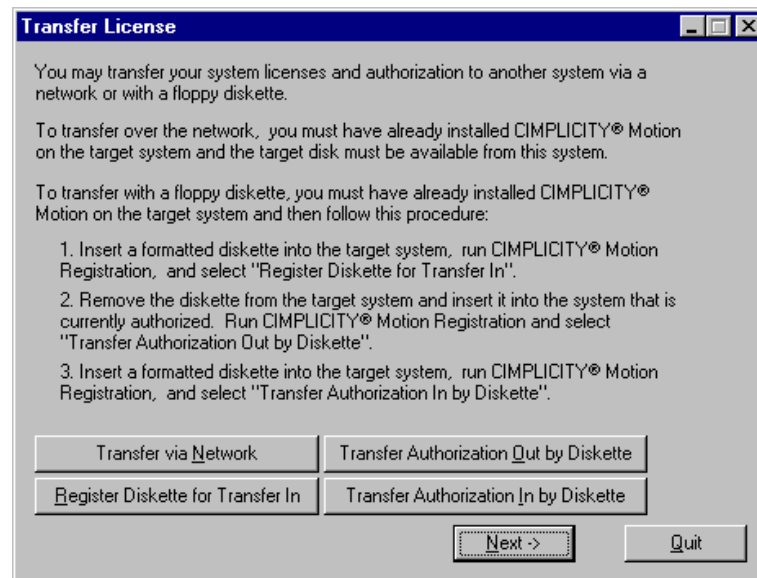 Transfer License
You may transfer your system licenses and authorization to another system via a
network or with a floppy diskette.
To transfer over the network, you must have already installed CIMPLICITY® Motion
on the target system and the target disk must be available from this system.
To transfer with a floppy diskette, you must have already installed CIMPLICITY®
Motion on the target system and then follow this procedure:
1. Insert a formatted diskette into the target system, run CIMPLICITY® Motion
Registration, and select "Register Diskette for Transfer In".
2. Remove the diskette from the target system and insert it into the system that is
currently authorized. Run CIMPLICITY® Motion Registration and select
"Transfer Authorization Out by Diskette".
3. Insert a formatted diskette into the target system, run CIMPLICITY® Motion
Registration, and select "Transfer Authorization In by Diskette".
Transfer via Network
Transfer Authorization Out by Diskette
Register Diskette for Transfer In
Transfer Authorization In by Diskette
Next ->
Quit